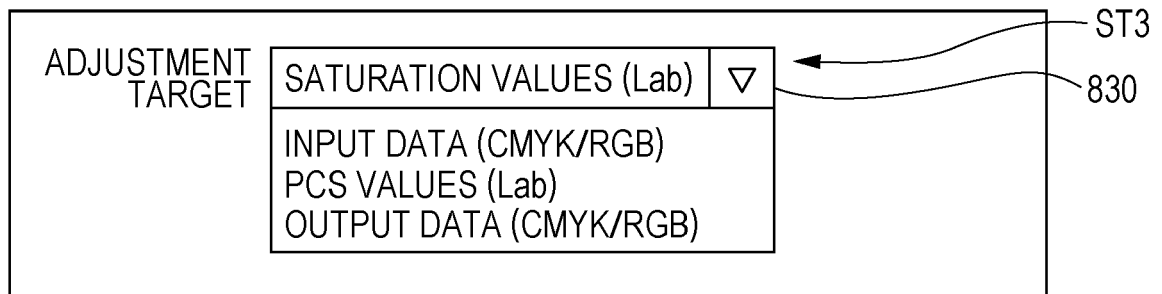 ST3
ADJUSTMENT
TARGET
SATURATION VALUES (Lab) ▽
830
INPUT DATA (CMYK/RGB)
PCS VALUES (Lab)
OUTPUT DATA (CMYK/RGB)